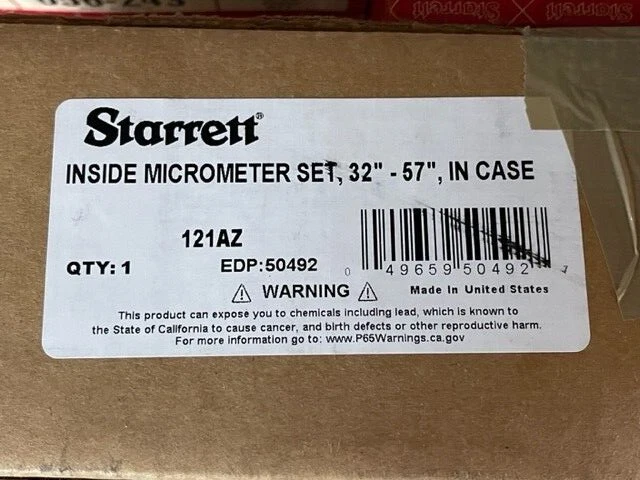 Starrett®
INSIDE MICROMETER SET, 32" - 57", IN CASE
121AZ
QTY: 1
EDP:50492
0 49659 50492 7
⚠ WARNING ⚠
Made In United States
This product can expose you to chemicals including lead, which is known to
the State of California to cause cancer, and birth defects or other reproductive harm.
For more information go to: www.P65Warnings.ca.gov